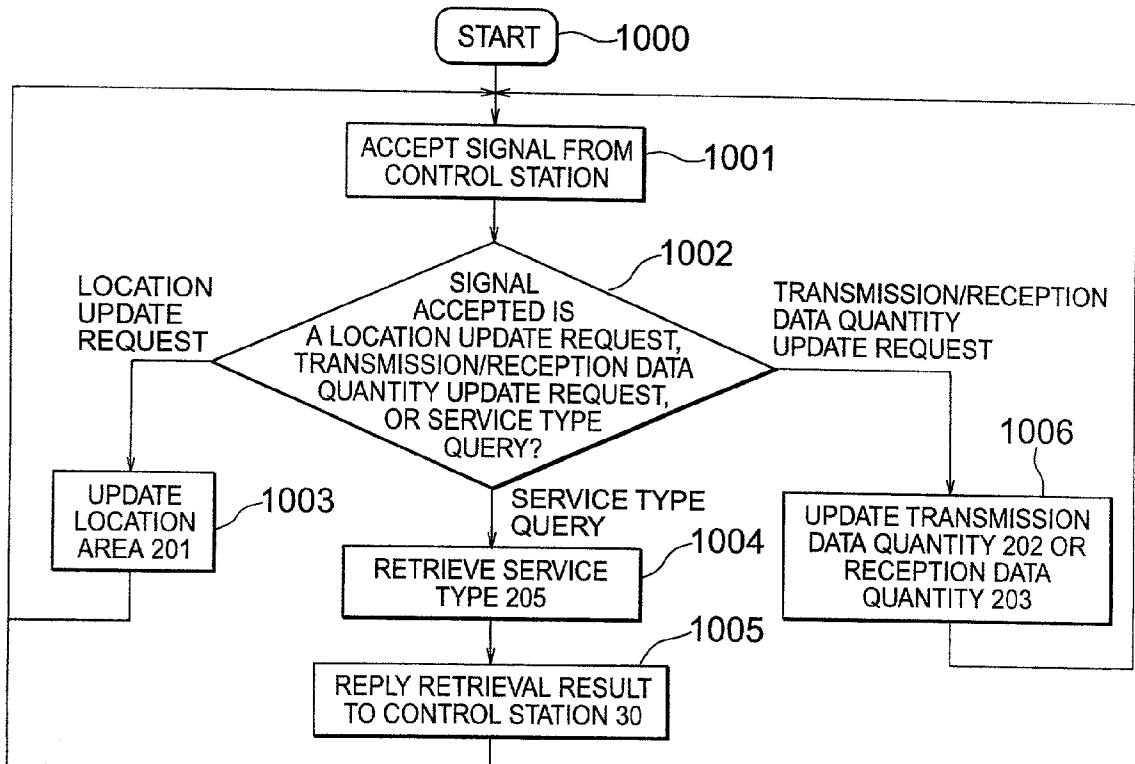 START
1000
ACCEPT SIGNAL FROM
CONTROL STATION
1001
1002
SIGNAL
ACCEPTED IS
A LOCATION UPDATE REQUEST,
TRANSMISSION/RECEPTION DATA
QUANTITY UPDATE REQUEST,
OR SERVICE TYPE
QUERY?
LOCATION
UPDATE
REQUEST
TRANSMISSION/RECEPTION
DATA QUANTITY
UPDATE REQUEST
UPDATE
LOCATION
AREA 201
1003
SERVICE TYPE
QUERY
1004
RETRIEVE SERVICE
TYPE 205
1006
UPDATE TRANSMISSION
DATA QUANTITY 202 OR
RECEPTION DATA
QUANTITY 203
1005
REPLY RETRIEVAL RESULT
TO CONTROL STATION 30